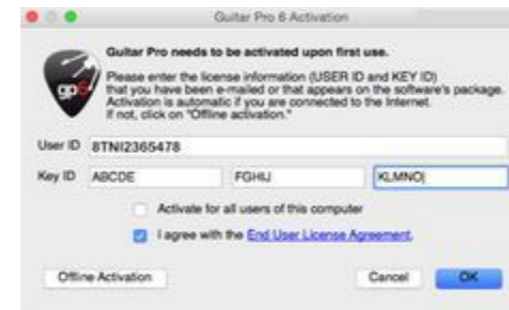 Guitar Pro 6 Activation
Guitar Pro needs to be activated upon first use.
Please enter the license information (USER ID and KEY ID)
that you have been e-mailed or that appears on the software's package.
Activation is automatic if you are connected to the Internet.
If not, click on "Offline activation."
gp6
User ID 8TNI2365478
Key ID ABCDE FGHIJ KLMNO
Activate for all users of this computer
I agree with the End User License Agreement.
Offline Activation Cancel OK